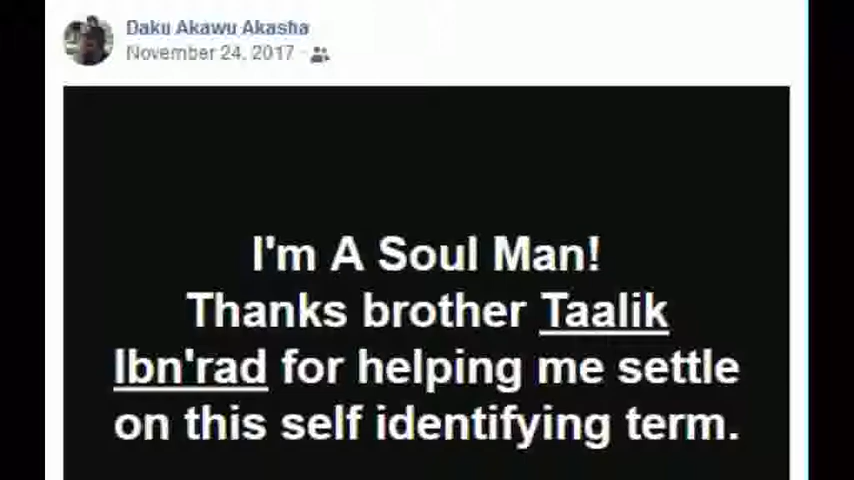 Daku Akawu Akasha
November 24, 2017
I'm A Soul Man!
Thanks brother Taalik
Ibn'rad for helping me settle
on this self identifying term.